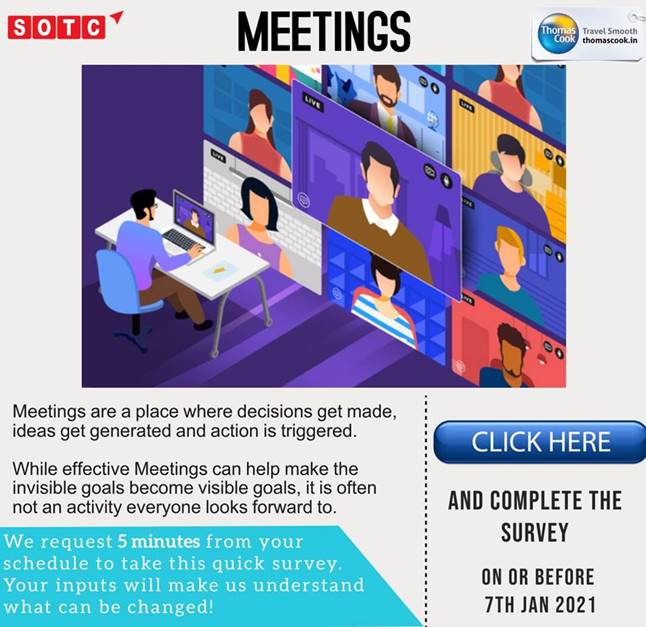 SOTC
MEETINGS
Thomas
Cook
Travel Smooth
thomascook.in
LIVE
LIVE
LIVE
LIVE
LIVE
Meetings are a place where decisions get made,
ideas get generated and action is triggered.
While effective Meetings can help make the
invisible goals become visible goals, it is often
not an activity everyone looks forward to.
We request 5 minutes from your
schedule to take this quick survey.
Your inputs will make us understand
what can be changed!
CLICK HERE
AND COMPLETE THE
SURVEY
ON OR BEFORE
7TH JAN 2021